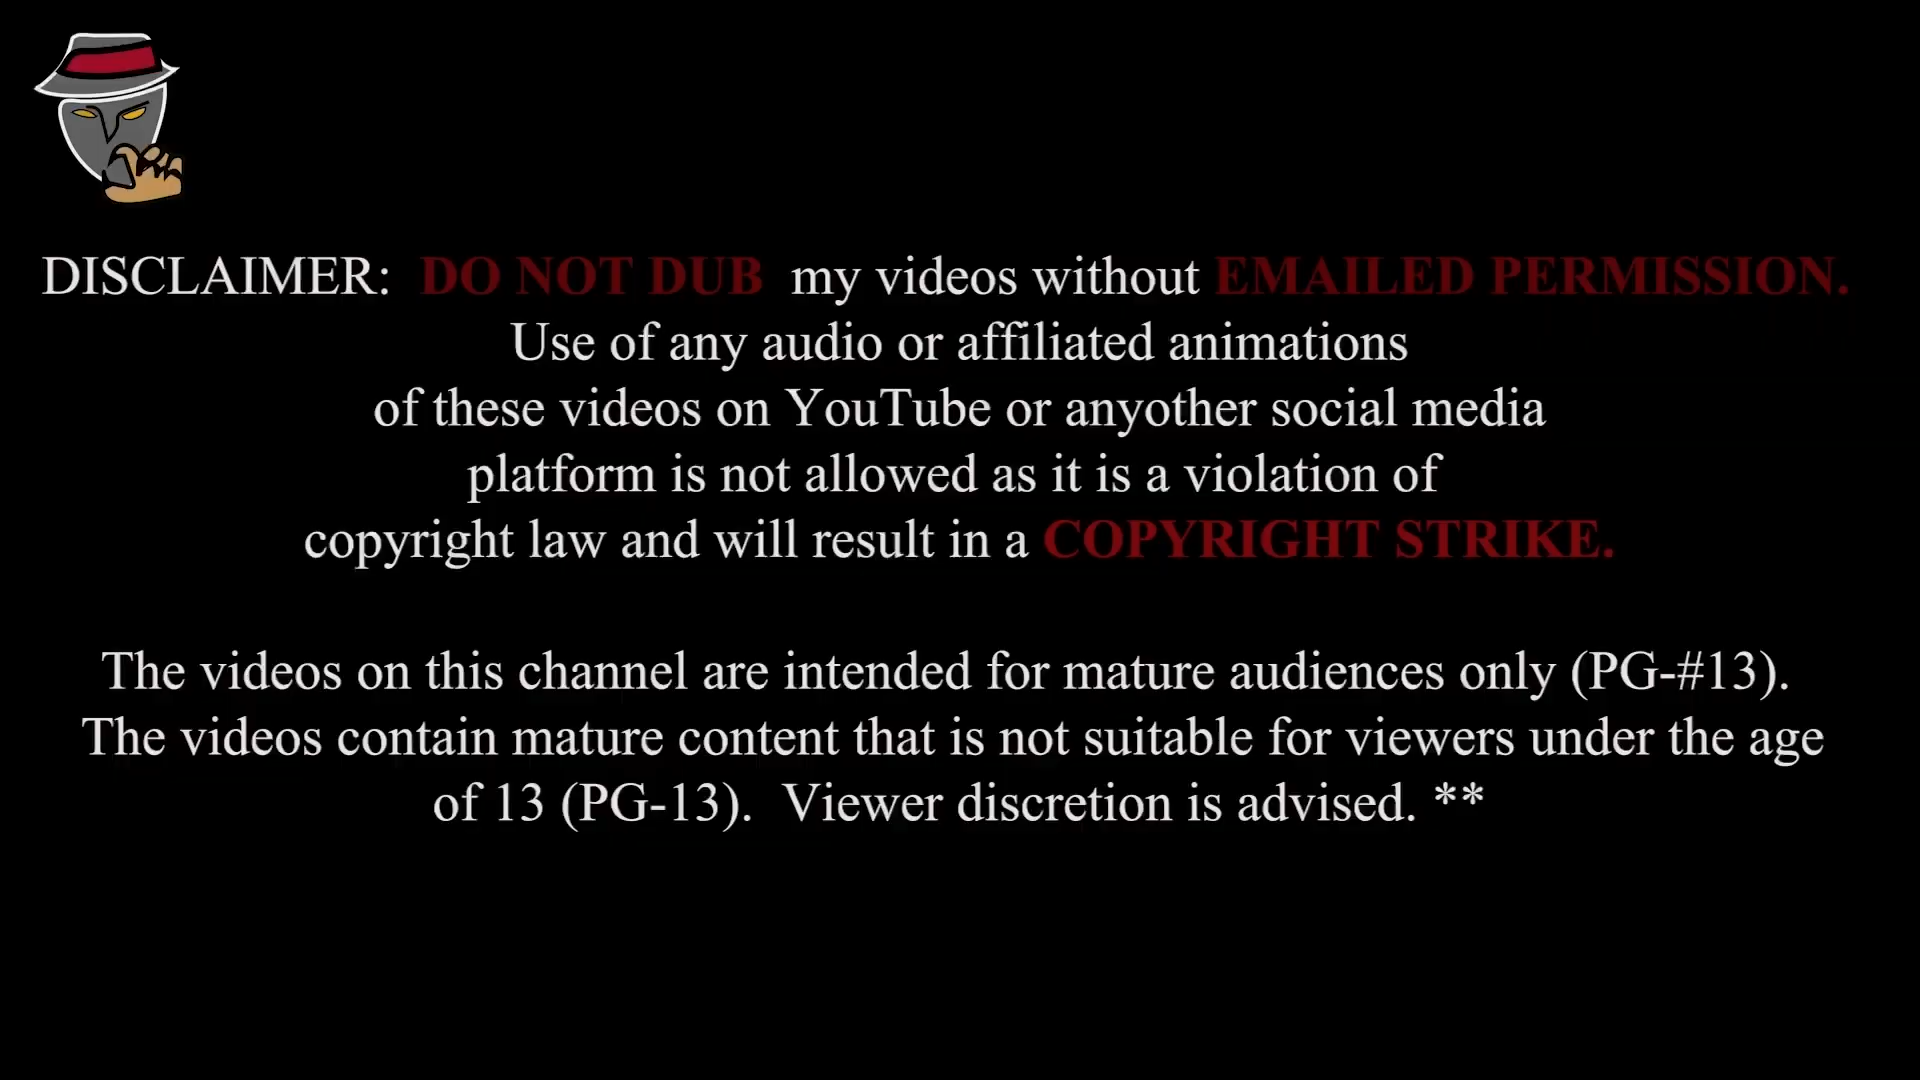 DISCLAIMER: DO NOT DUB my videos without EMAILED PERMISSION.
Use of any audio or affiliated animations
of these videos on YouTube or anyother social media
platform is not allowed as it is a violation of
copyright law and will result in a COPYRIGHT STRIKE.
The videos on this channel are intended for mature audiences only (PG-#13).
The videos contain mature content that is not suitable for viewers under the age
of 13 (PG-13). Viewer discretion is advised. **